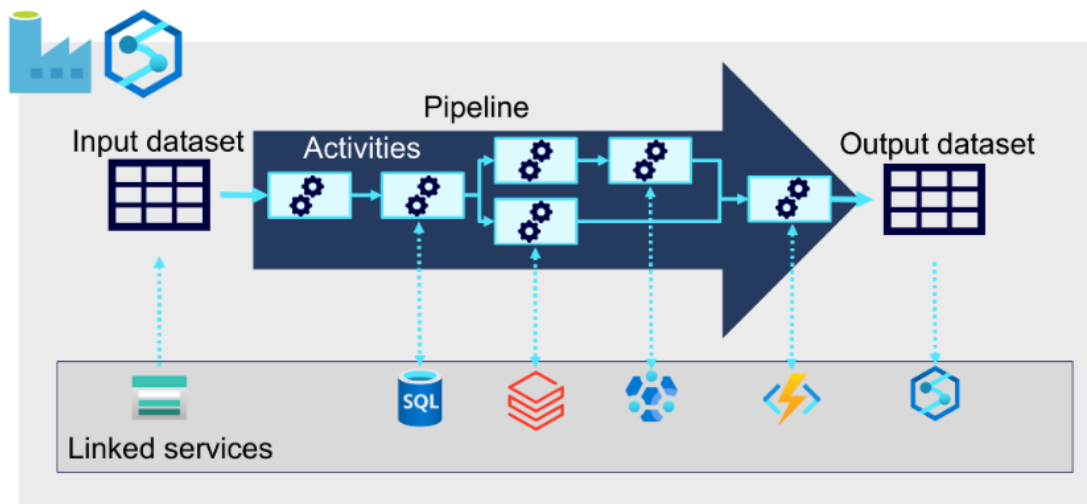 Pipeline
Input dataset
Activities
Output dataset
SQL
Linked services